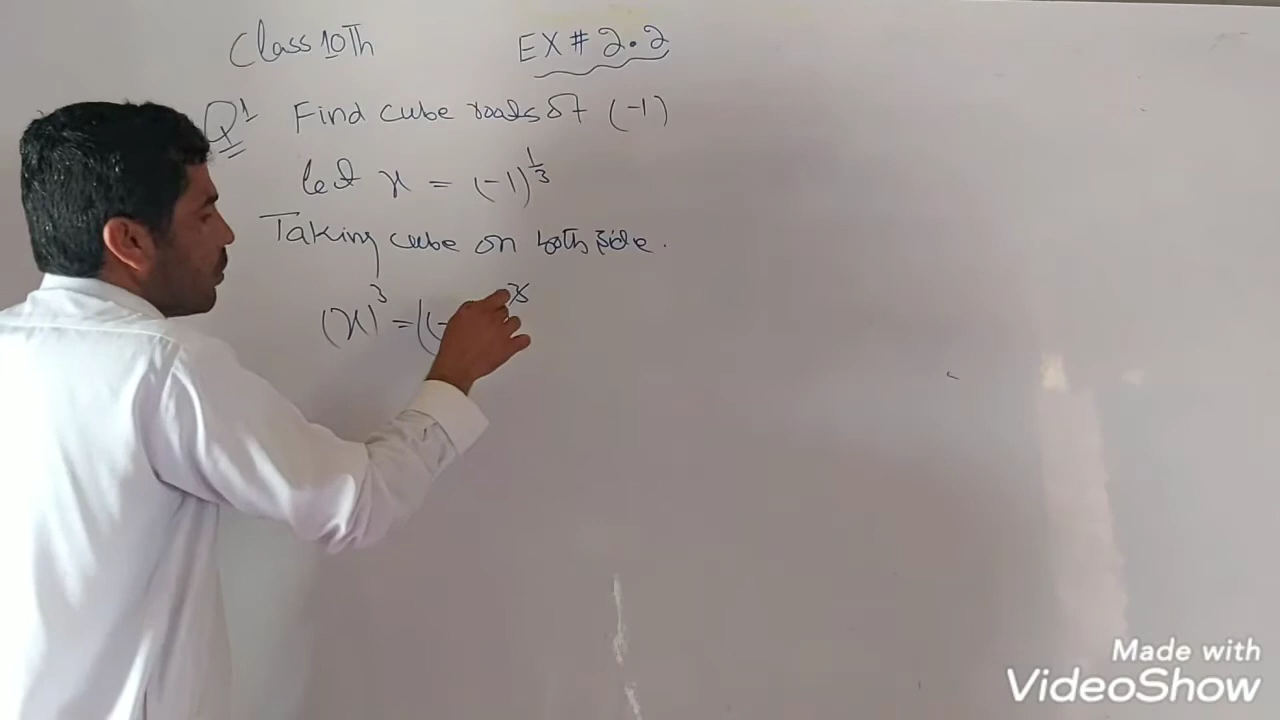 Class 10Th EX # 2.2
Q1 Find cube roots of (-1)
let x = (-1)^{1/3}
Taking cube on both side.
(x)^3 = ((-
Made with
VideoShow